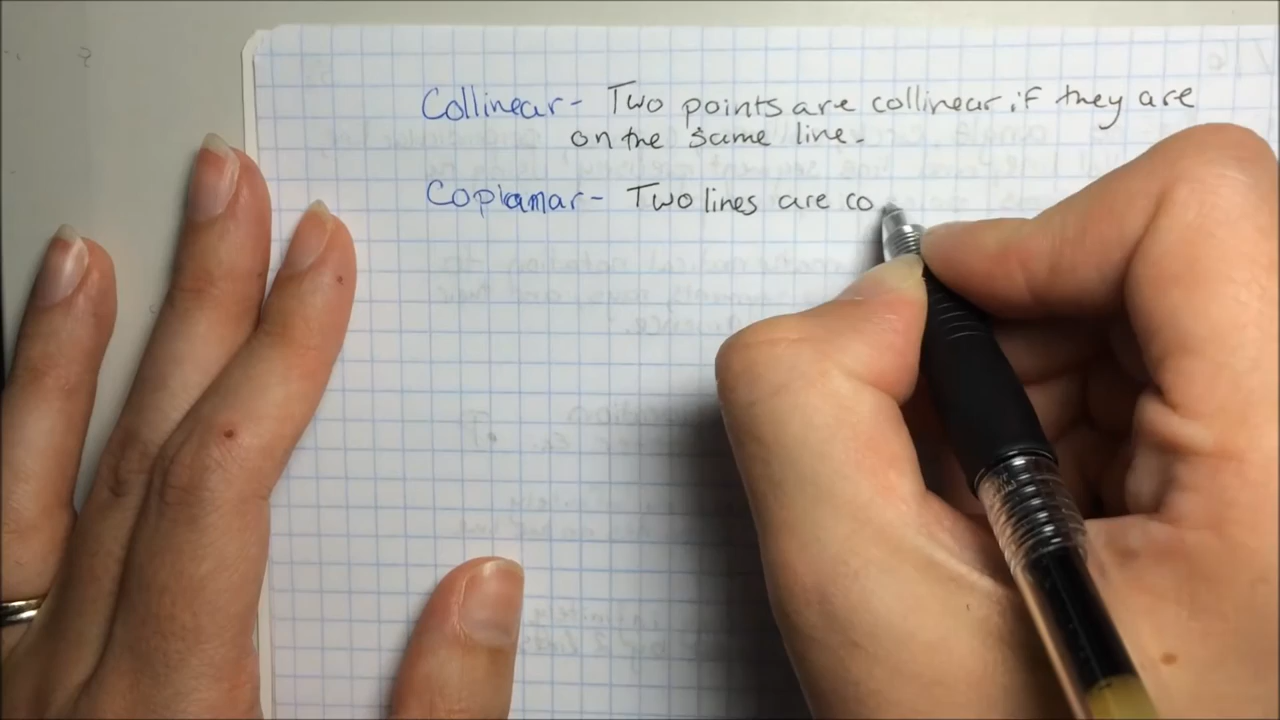 Collinear - Two points are collinear if they are
on the same line.
Coplanar - Two lines are co